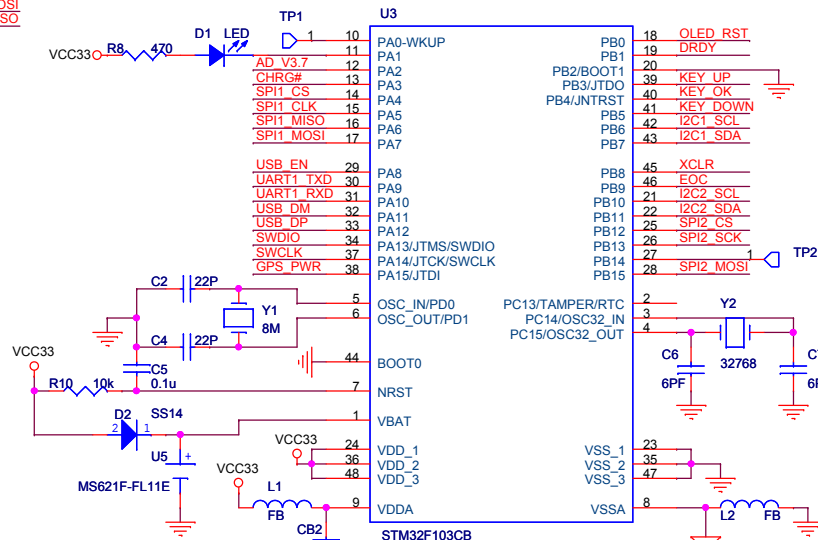 OSI
SO
TP1
U3
D1 LED
VCC33 R8 470
1 10 PA0-WKUP PB0 18 OLED_RST
11 PA1 PB1 19 DRDY
AD_V3.7 12 PA2 PB2/BOOT1 20
CHRG# 13 PA3 PB3/JTDO 39 KEY_UP
SPI1_CS 14 PA4 PB4/JNTRST 40 KEY_OK
SPI1_CLK 15 PA5 PB5 41 KEY_DOWN
SPI1_MISO 16 PA6 PB6 42 I2C1_SCL
SPI1_MOSI 17 PA7 PB7 43 I2C1_SDA
USB_EN 29 PA8 PB8 45 XCLR
UART1_TXD 30 PA9 PB9 46 EOC
UART1_RXD 31 PA10 PB10 21 I2C2_SCL
USB_DM 32 PA11 PB11 22 I2C2_SDA
USB_DP 33 PA12 PB12 25 SPI2_CS
SWDIO 34 PA13/JTMS/SWDIO PB13 26 SPI2_SCK
SWCLK 37 PA14/JTCK/SWCLK PB14 27 1 TP2
GPS_PWR 38 PA15/JTDI PB15 28 SPI2_MOSI
C2 22P
5 OSC_IN/PD0 PC13/TAMPER/RTC 2
Y1
8M
6 OSC_OUT/PD1 PC14/OSC32_IN 3 Y2
PC15/OSC32_OUT 4
C4 22P
VCC33
44 BOOT0
C6 32768 C
C5
0.1u
R10 10k
7 NRST
6PF 6P
D2 SS14
2 1
1 VBAT
U5 +
MS621F-FL11E
VCC33
24 VDD_1 VSS_1 23
36 VDD_2 VSS_2 35
48 VDD_3 VSS_3 47
VCC33
L1
FB
9 VDDA VSSA 8
L2 FB
CB2
STM32F103CB